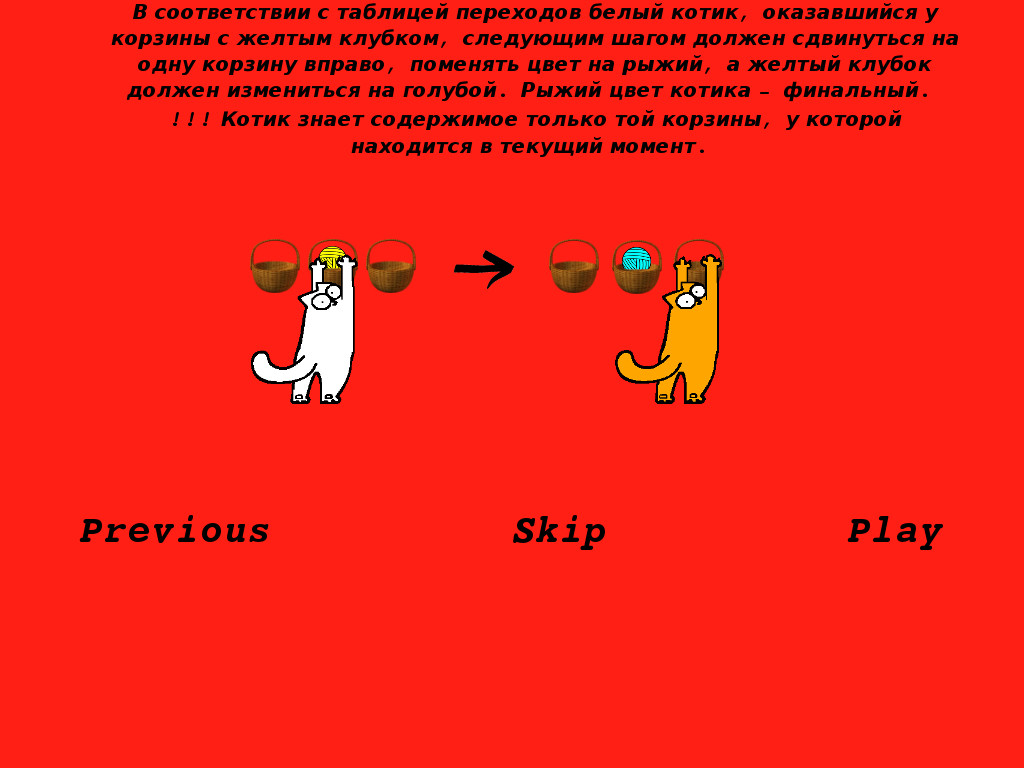 В соответствии с таблицей переходов белый котик, оказавшийся у
корзины с желтым клубком, следующим шагом должен сдвинуться на
одну корзину вправо, поменять цвет на рыжий, а желтый клубок
должен измениться на голубой. Рыжий цвет котика – финальный.
!!! Котик знает содержимое только той корзины, у которой
находится в текущий момент.
Previous Skip Play